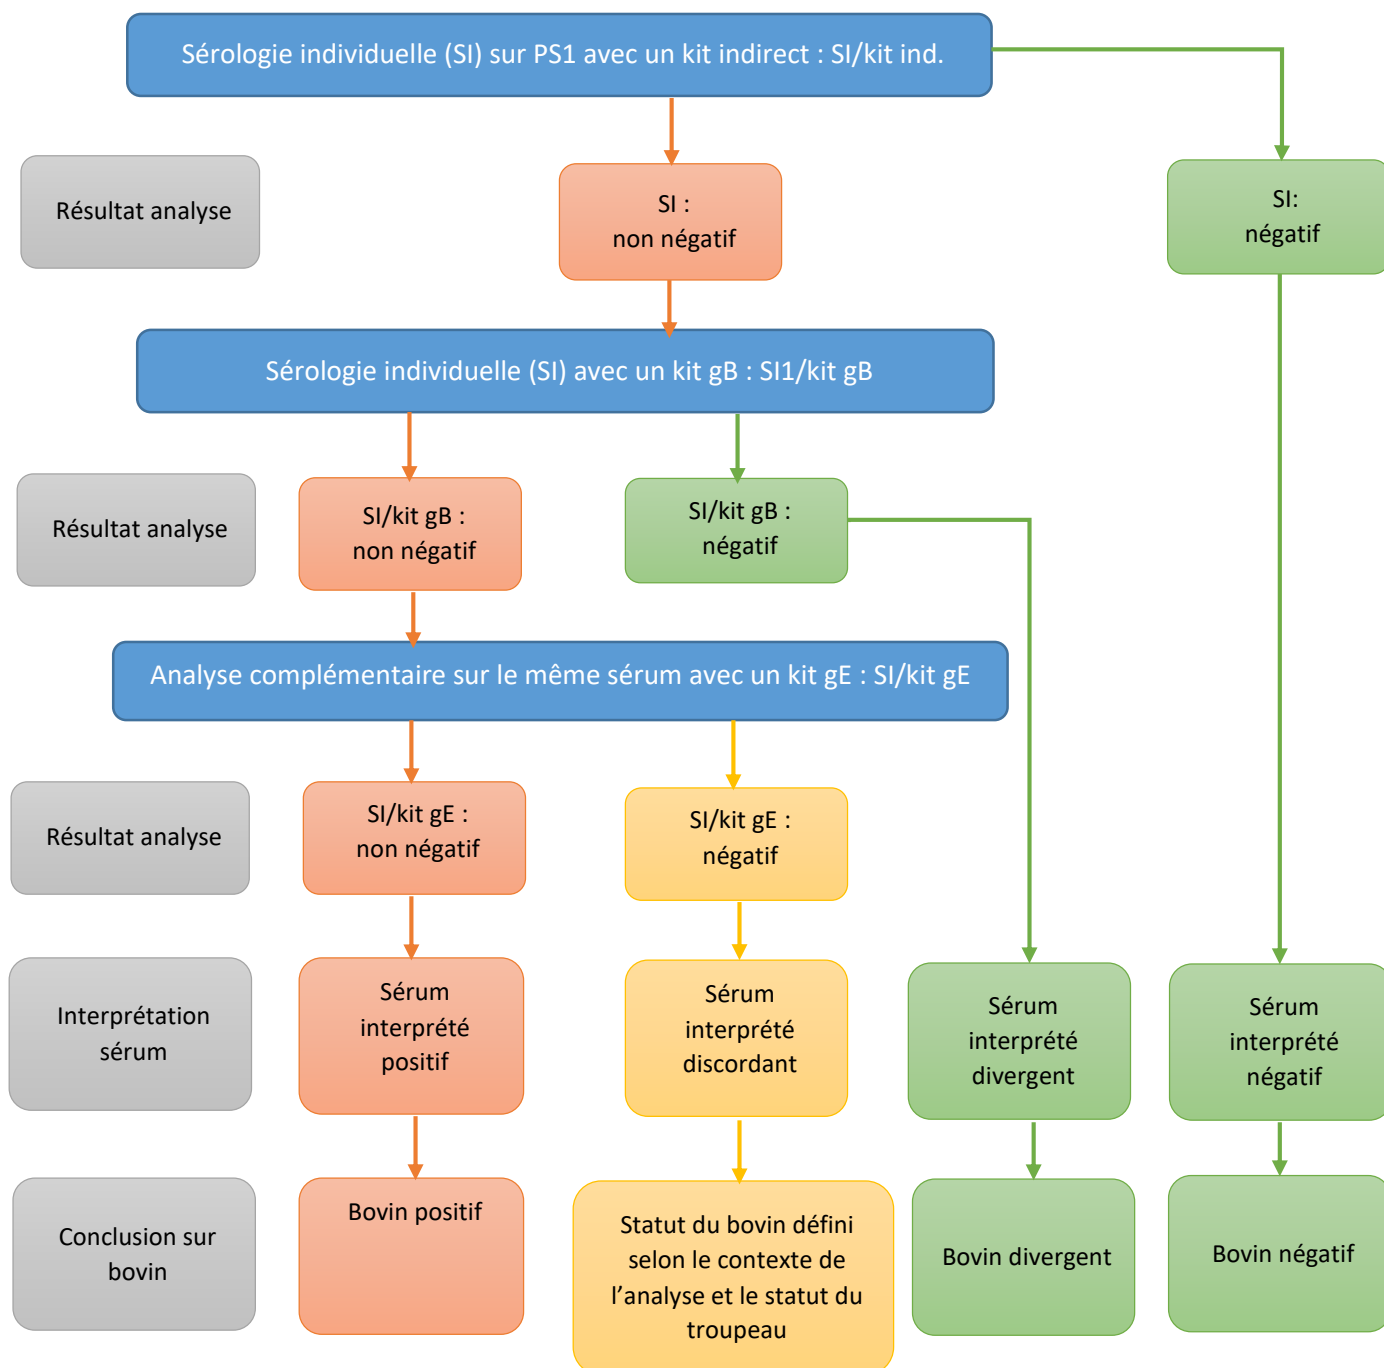 Sérologie individuelle (SI) sur PS1 avec un kit indirect : SI/kit ind.
Résultat analyse
SI :
non négatif
SI:
négatif
Sérologie individuelle (SI) avec un kit gB : SI1/kit gB
Résultat analyse
SI/kit gB :
non négatif
SI/kit gB :
négatif
Analyse complémentaire sur le même sérum avec un kit gE : SI/kit gE
Résultat analyse
SI/kit gE :
non négatif
SI/kit gE :
négatif
Interprétation
sérum
Sérum
interprété
positif
Sérum
interprété
discordant
Sérum
interprété
divergent
Sérum
interprété
négatif
Conclusion sur
bovin
Bovin positif
Statut du bovin défini
selon le contexte de
l’analyse et le statut du
troupeau
Bovin divergent
Bovin négatif